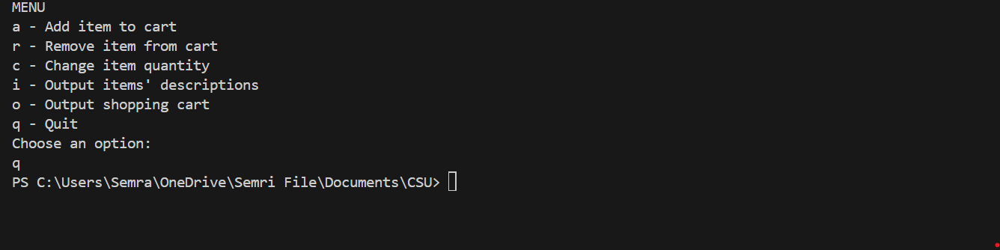 MENU
a - Add item to cart
r - Remove item from cart
c - Change item quantity
i - Output items' descriptions
o - Output shopping cart
q - Quit
Choose an option:
q
PS C:\Users\Semra\OneDrive\Semri File\Documents\CSU>